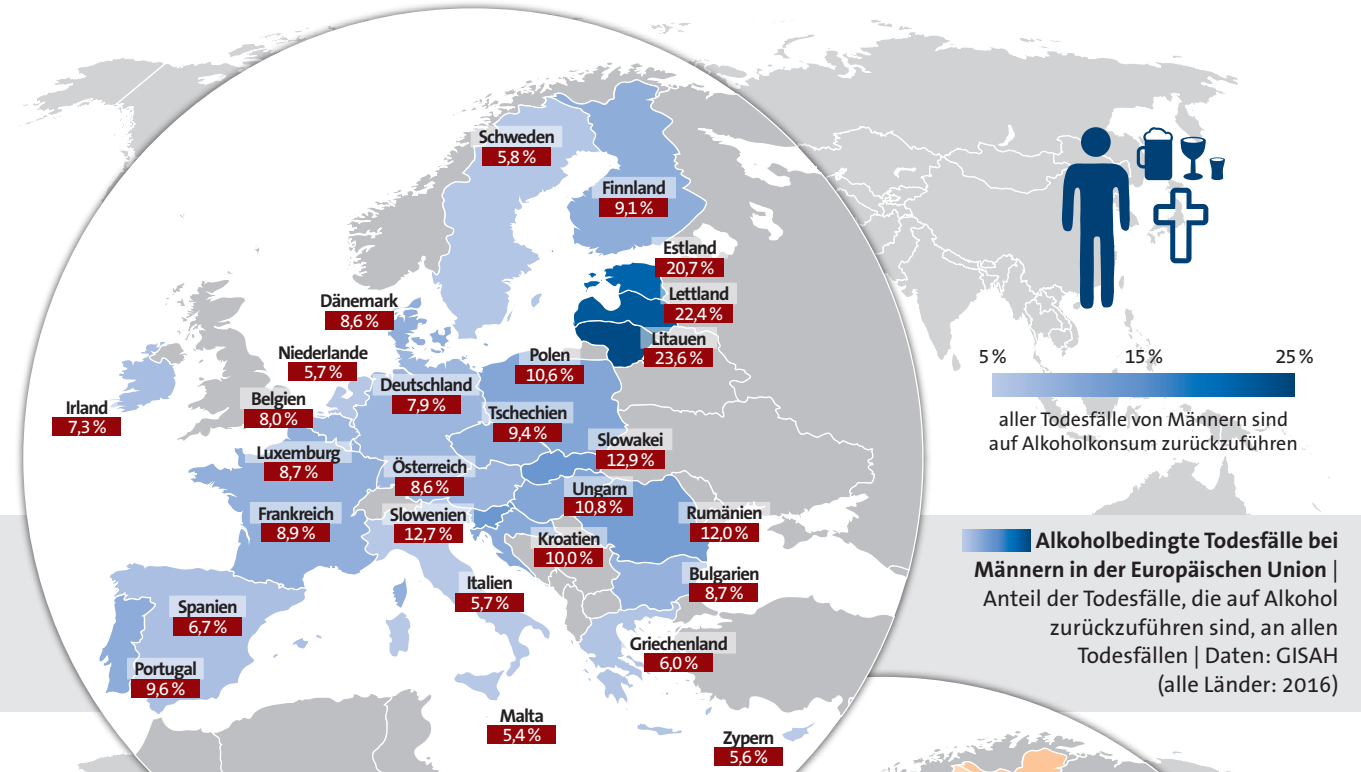 Schweden
5,8 %
Finnland
9,1 %
Estland
20,7 %
Lettland
22,4 %
Litauen
23,6 %
Dänemark
8,6 %
Niederlande
5,7 %
Polen
10,6 %
Irland
7,3 %
Belgien
8,0 %
Deutschland
7,9 %
Tschechien
9,4 %
Slowakei
12,9 %
Luxemburg
8,7 %
Österreich
8,6 %
Ungarn
10,8 %
Frankreich
8,9 %
Slowenien
12,7 %
Kroatien
10,0 %
Rumänien
12,0 %
Italien
5,7 %
Bulgarien
8,7 %
Spanien
6,7 %
Griechenland
6,0 %
Portugal
9,6 %
Malta
5,4 %
Zypern
5,6 %
5 % 15 % 25 %
aller Todesfälle von Männern sind
auf Alkoholkonsum zurückzuführen
Alkoholbedingte Todesfälle bei
Männern in der Europäischen Union |
Anteil der Todesfälle, die auf Alkohol
zurückzuführen sind, an allen
Todesfällen | Daten: GISAH
(alle Länder: 2016)